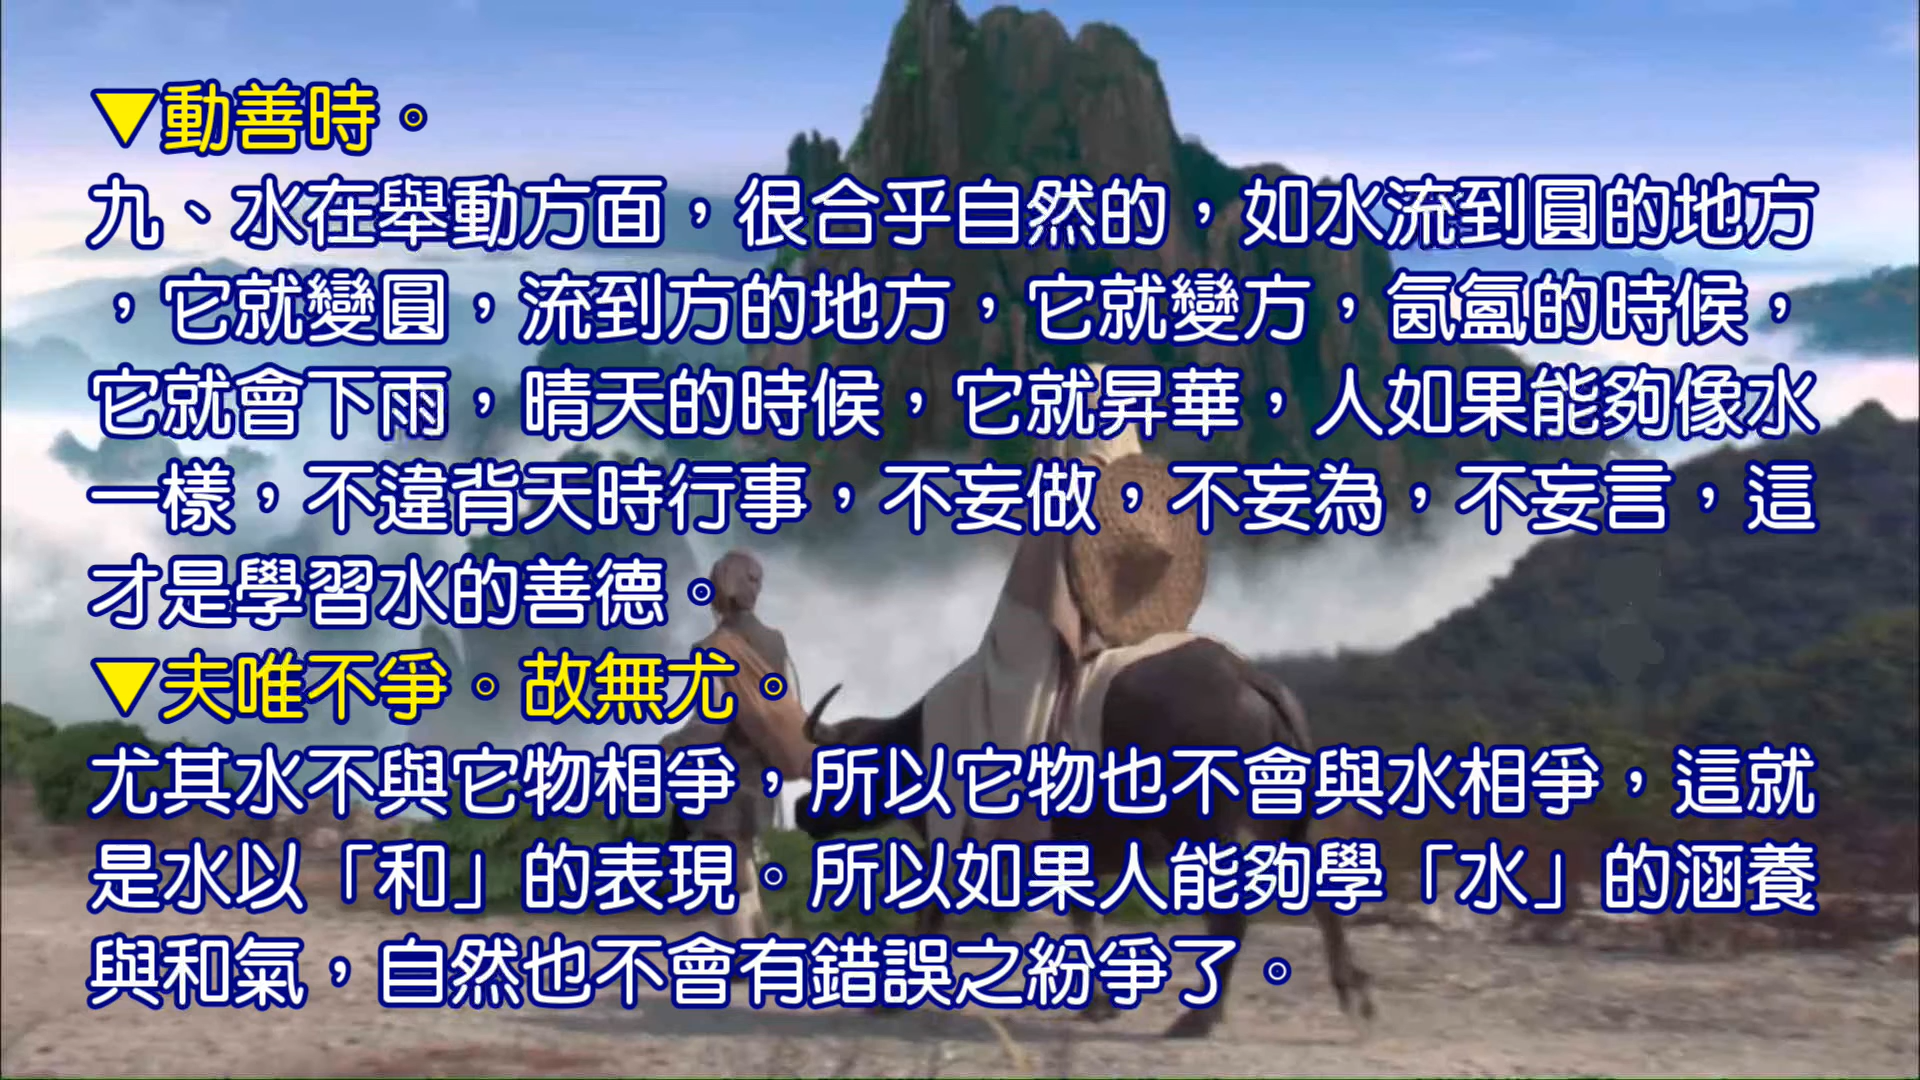 ▼動善時。
九、水在舉動方面，很合乎自然的，如水流到圓的地方
，它就變圓，流到方的地方，它就變方，氤氳的時候，
它就會下雨，晴天的時候，它就昇華，人如果能夠像水
一樣，不違背天時行事，不妄做，不妄為，不妄言，這
才是學習水的善德。
▼夫唯不爭。故無尤。
尤其水不與它物相爭，所以它物也不會與水相爭，這就
是水以「和」的表現。所以如果人能夠學「水」的涵養
與和氣，自然也不會有錯誤之紛爭了。